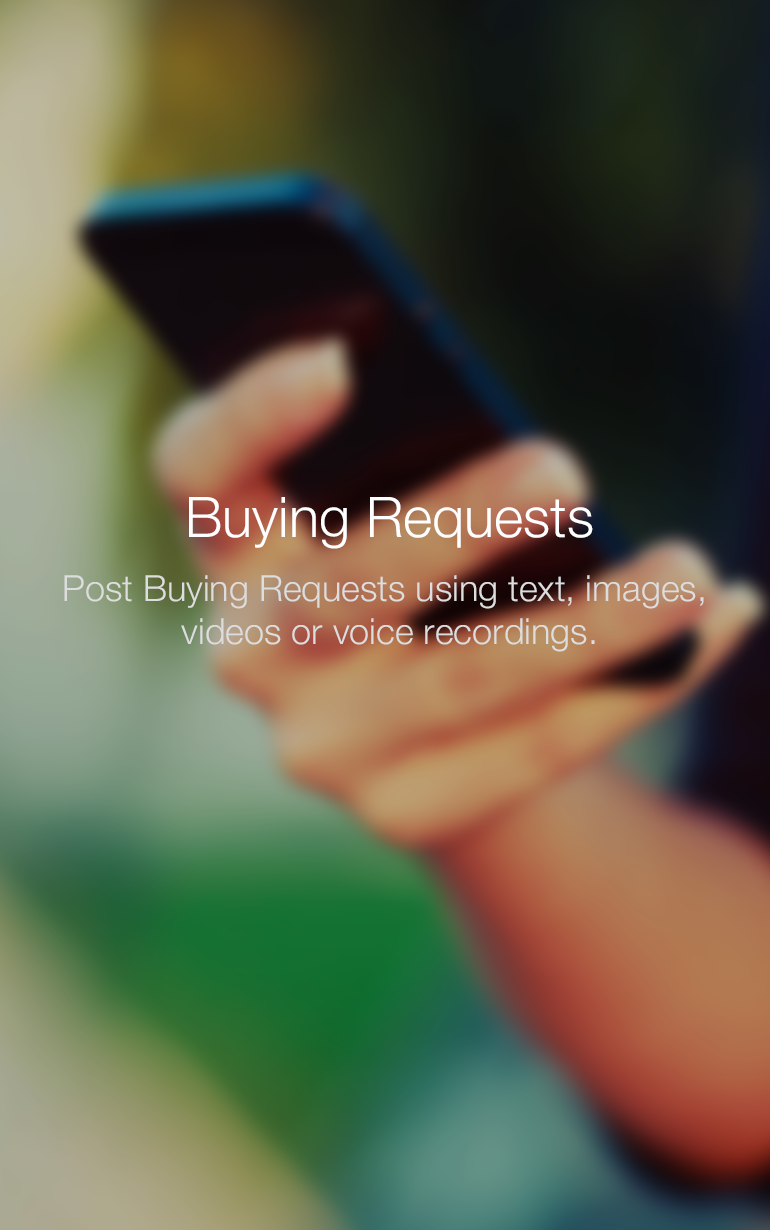 Buying Requests
Post Buying Requests using text, images,
videos or voice recordings.